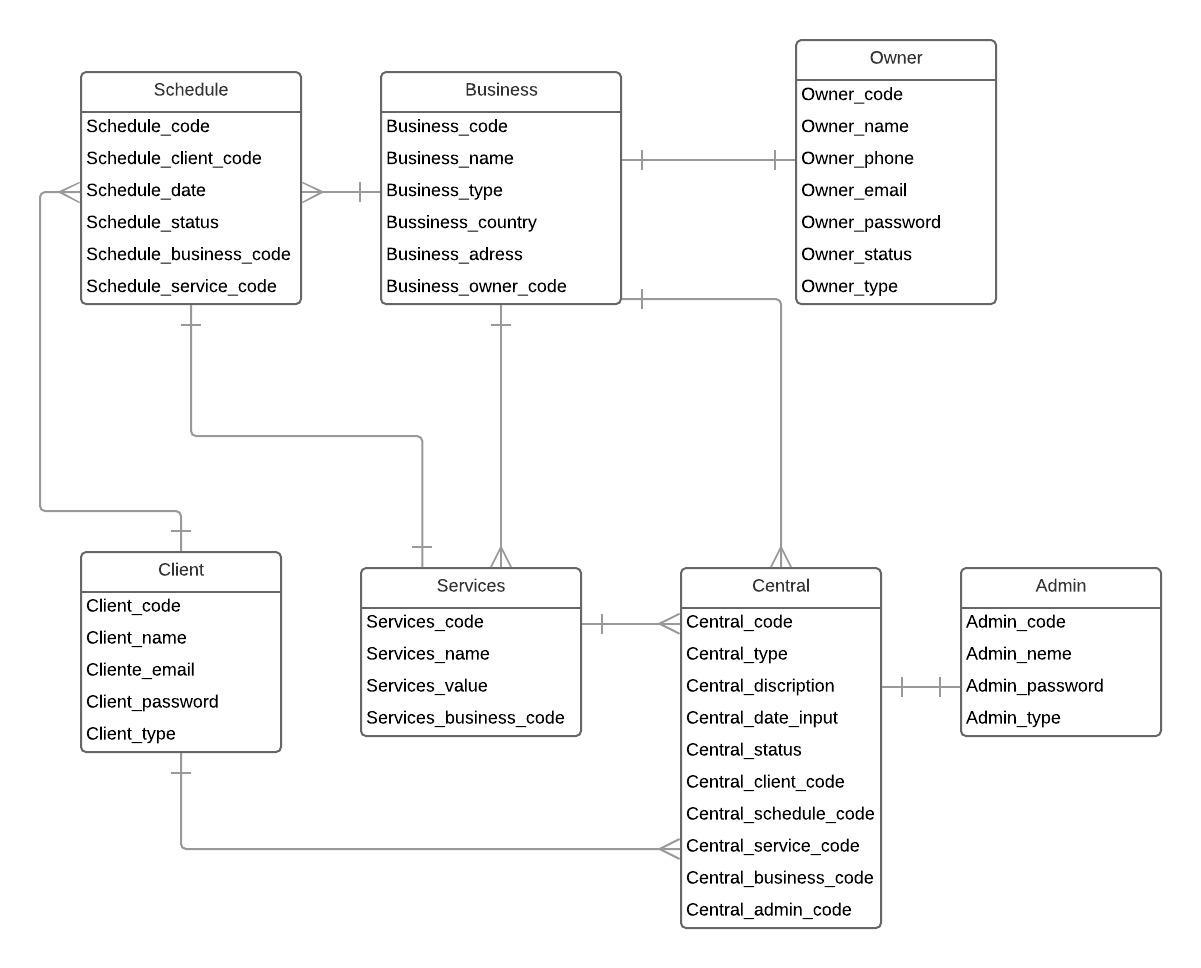 Schedule
Schedule_code
Schedule_client_code
Schedule_date
Schedule_status
Schedule_business_code
Schedule_service_code
Business
Business_code
Business_name
Business_type
Bussiness_country
Business_adress
Business_owner_code
Owner
Owner_code
Owner_name
Owner_phone
Owner_email
Owner_password
Owner_status
Owner_type
Client
Client_code
Client_name
Cliente_email
Client_password
Client_type
Services
Services_code
Services_name
Services_value
Services_business_code
Central
Central_code
Central_type
Central_discription
Central_date_input
Central_status
Central_client_code
Central_schedule_code
Central_service_code
Central_business_code
Central_admin_code
Admin
Admin_code
Admin_neme
Admin_password
Admin_type